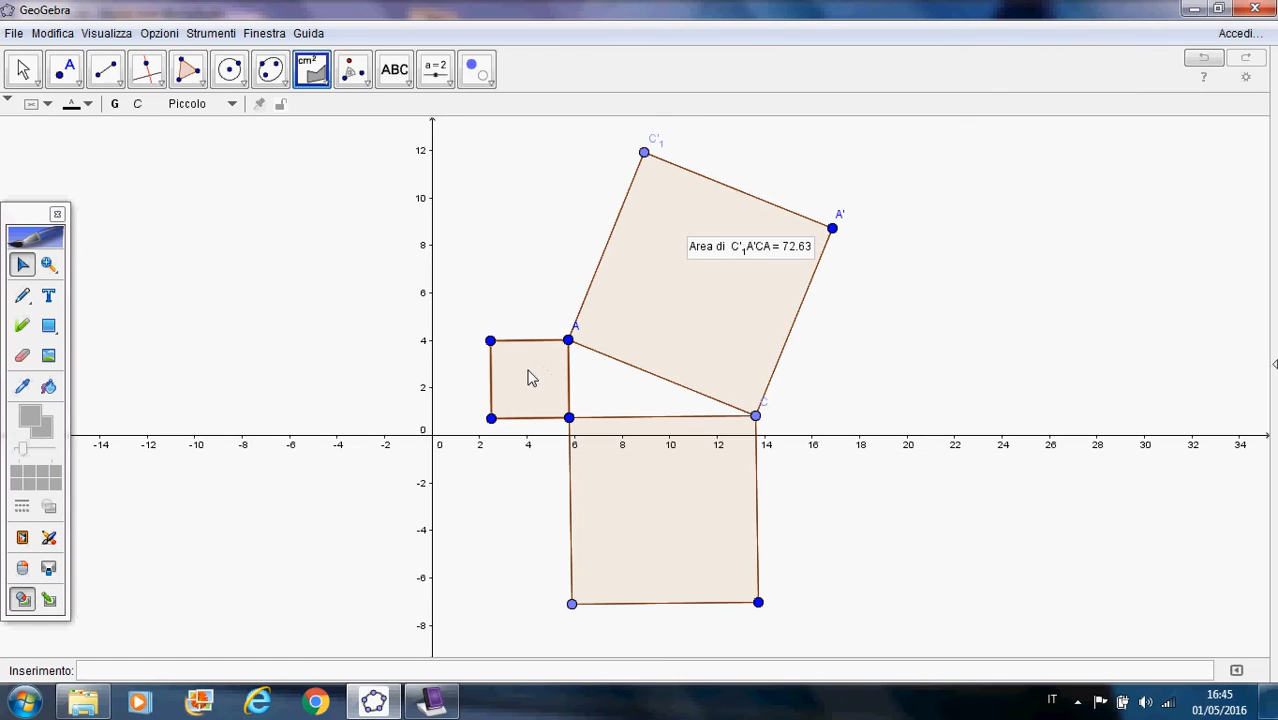 GeoGebra
File Modifica Visualizza Opzioni Strumenti Finestra Guida Accedi...
A cm² ABC a = 2
?
A G C Piccolo
C'1
12
A'
10
Area di C'1A'CA = 72.63
8
6
A
4
2
C
0
-14 -12 -10 -8 -6 -4 -2 0 2 4 6 8 10 12 14 16 18 20 22 24 26 28 30 32 34
-2
-4
-6
-8
T
Inserimento:
IT 16:45
01/05/2016